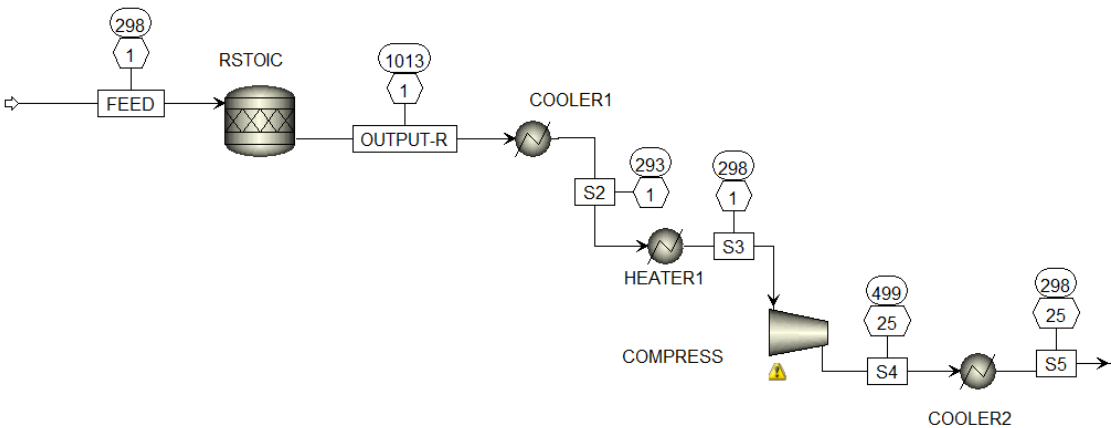 298
1
FEED
RSTOIC
1013
1
OUTPUT-R
COOLER1
S2
293
1
HEATER1
298
1
S3
COMPRESS
499
25
S4
COOLER2
298
25
S5